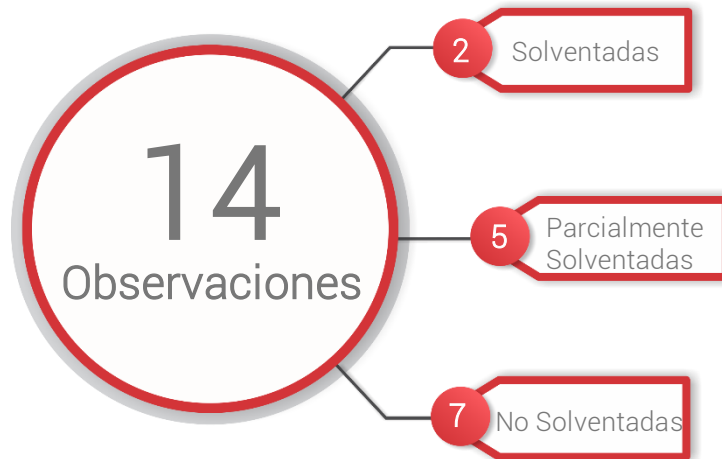 14
Observaciones
2
Solventadas
5
Parcialmente
Solventadas
7
No Solventadas